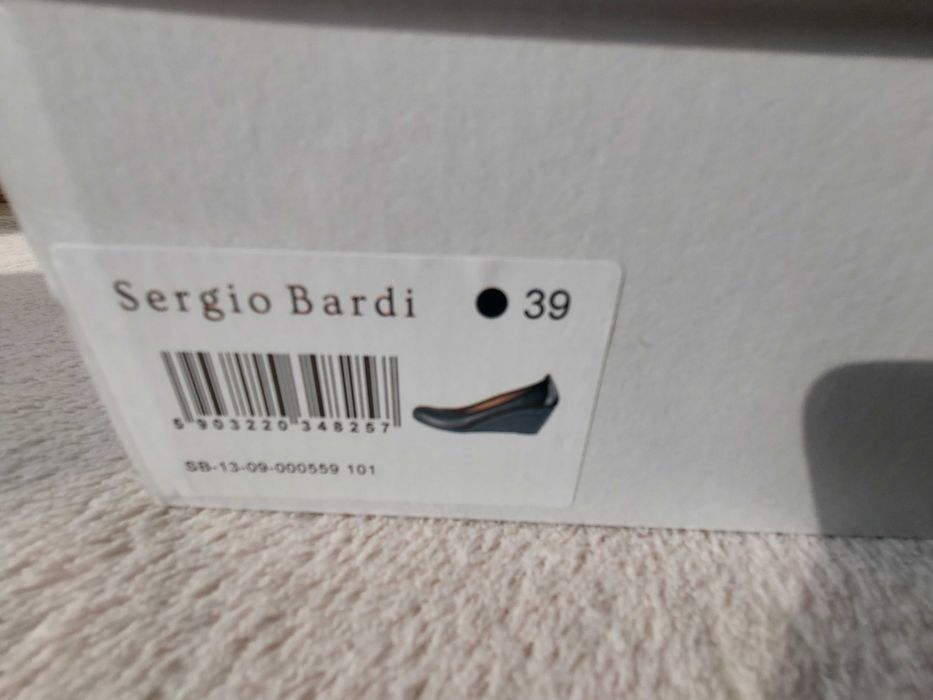 Sergio Bardi 39
5 903220 348257
SB-13-09-000559 101